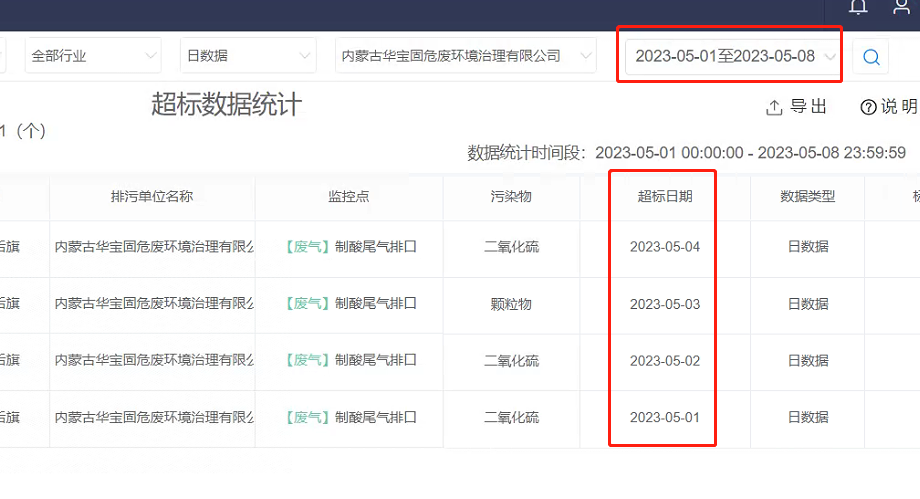 全部行业 日数据 内蒙古华宝固危废环境治理有限公司 2023-05-01至2023-05-08
超标数据统计 导出 说明
1（个）
数据统计时间段：2023-05-01 00:00:00 - 2023-05-08 23:59:59
排污单位名称 监控点 污染物 超标日期 数据类型
后旗 内蒙古华宝固危废环境治理有限公 【废气】制酸尾气排口 二氧化硫 2023-05-04 日数据
后旗 内蒙古华宝固危废环境治理有限公 【废气】制酸尾气排口 颗粒物 2023-05-03 日数据
后旗 内蒙古华宝固危废环境治理有限公 【废气】制酸尾气排口 二氧化硫 2023-05-02 日数据
后旗 内蒙古华宝固危废环境治理有限公 【废气】制酸尾气排口 二氧化硫 2023-05-01 日数据